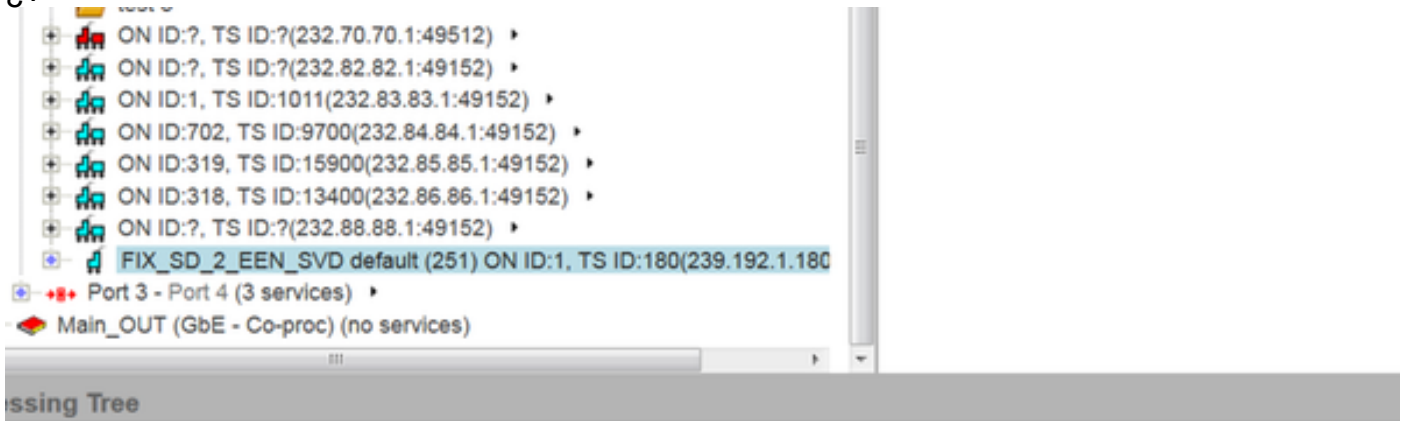 ON ID:?, TS ID:?(232.70.70.1:49512)
ON ID:?, TS ID:?(232.82.82.1:49152)
ON ID:1, TS ID:1011(232.83.83.1:49152)
ON ID:702, TS ID:9700(232.84.84.1:49152)
ON ID:319, TS ID:15900(232.85.85.1:49152)
ON ID:318, TS ID:13400(232.86.86.1:49152)
ON ID:?, TS ID:?(232.88.88.1:49152)
FIX_SD_2_EEN_SVD default (251) ON ID:1, TS ID:180(239.192.1.180
Port 3 - Port 4 (3 services)
Main_OUT (GbE - Co-proc) (no services)
essing Tree